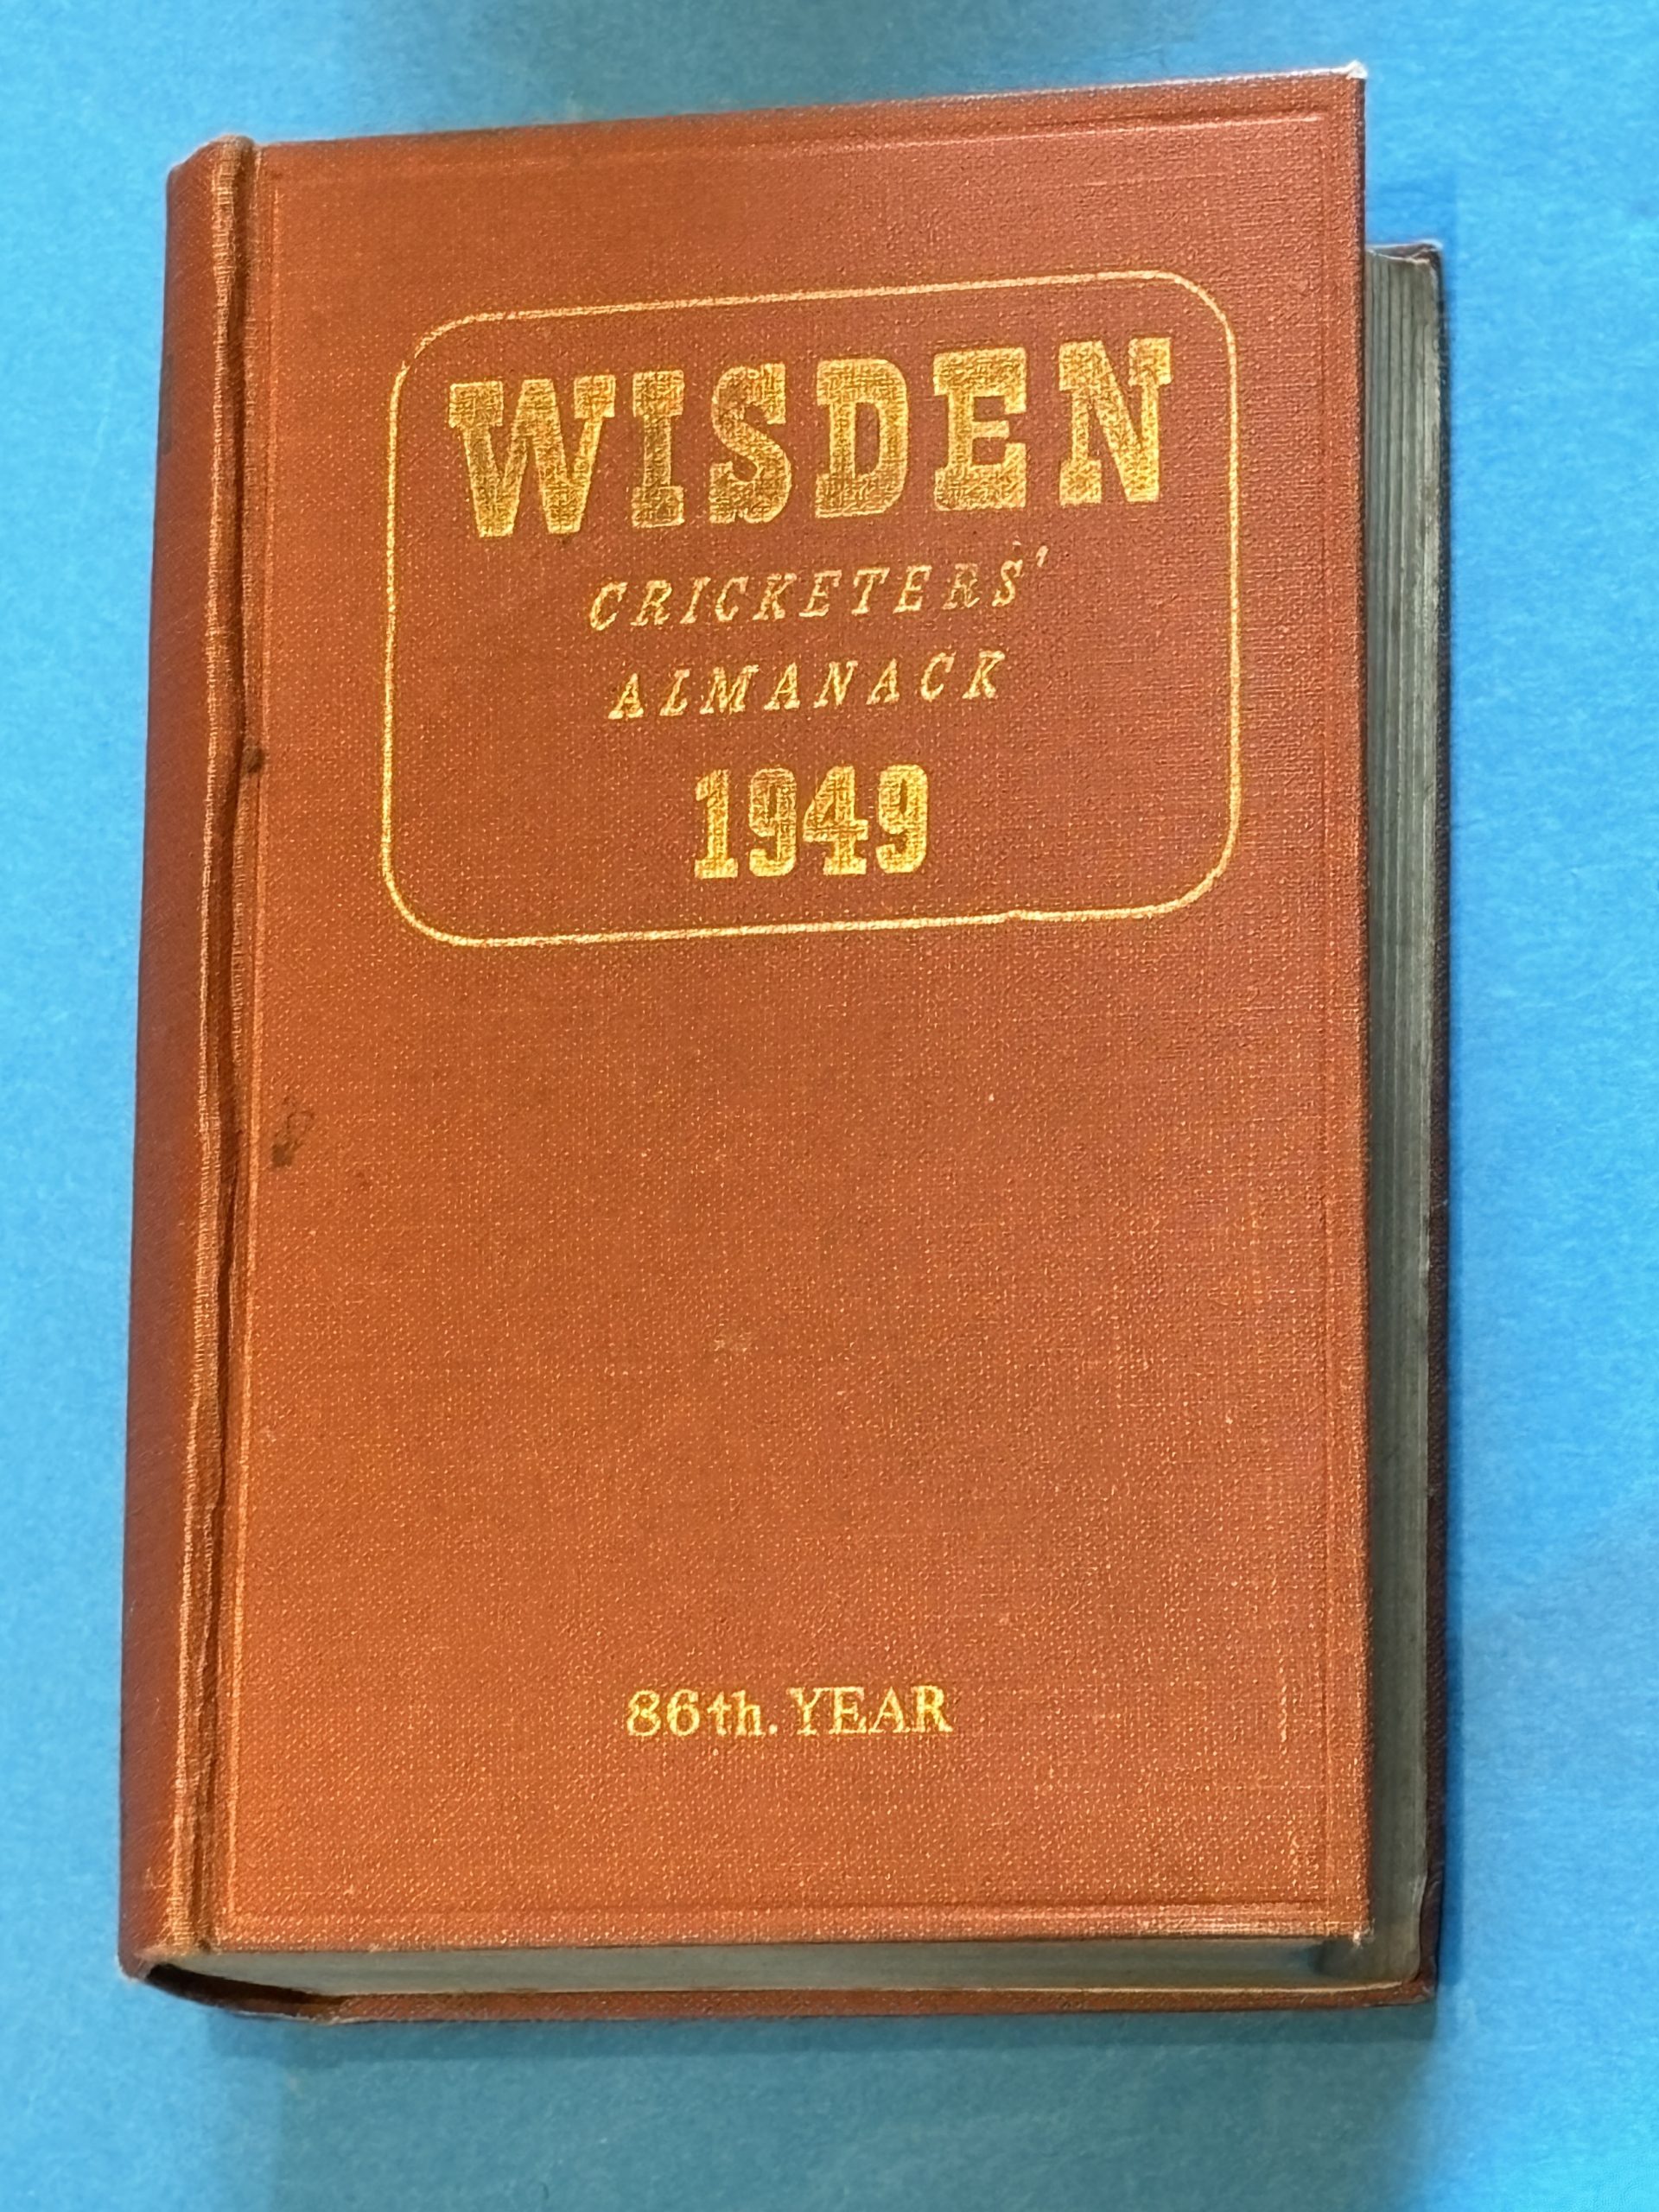 WISDEN
CRICKETERS'
ALMANACK
1949
86th. YEAR